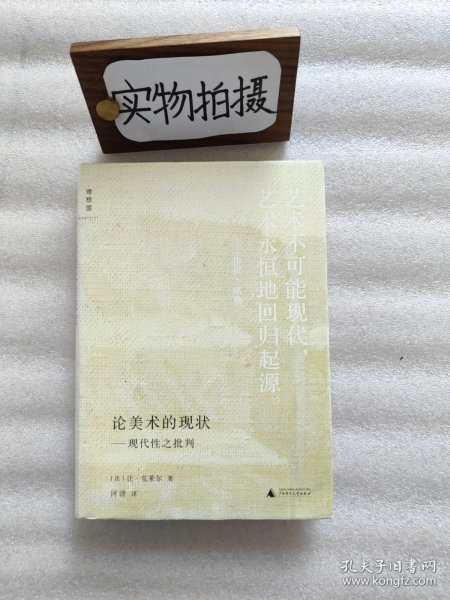 实物拍摄
理想国
艺术不可能现代，
艺术永恒地回归起源。
论美术的现状
——现代性之批判
［法］让·克莱尔 著
河清 译
广西师范大学出版社
孔夫子旧书网
www.kongfz.com